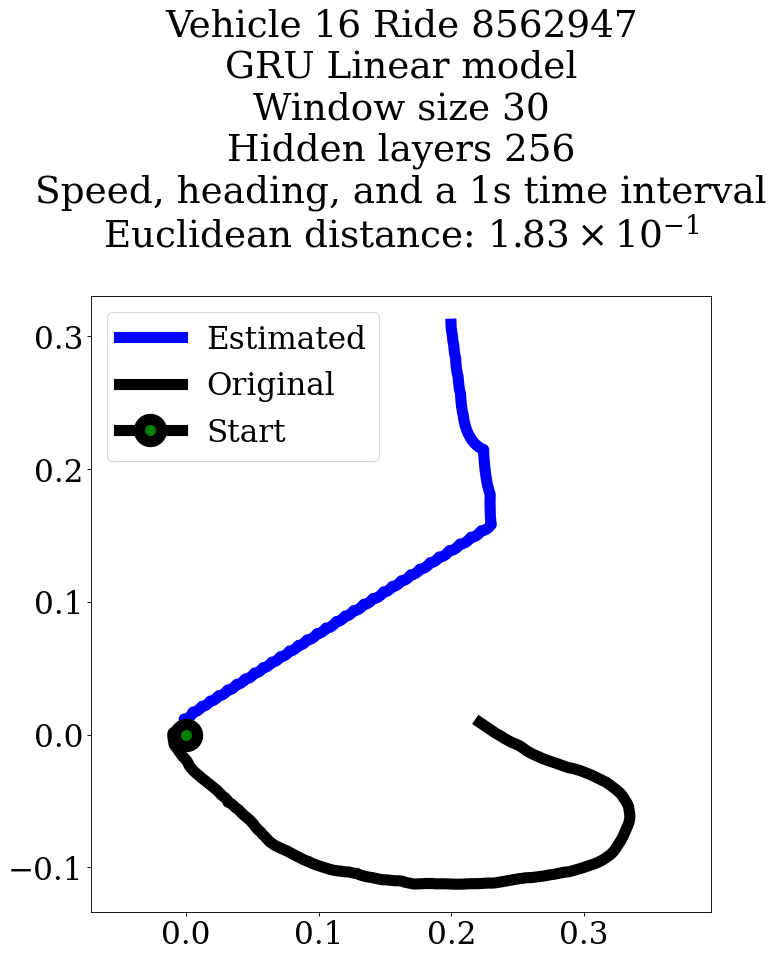 Vehicle 16 Ride 8562947
GRU Linear model
Window size 30
Hidden layers 256
Speed, heading, and a 1s time interval
Euclidean distance: 1.83 × 10⁻¹
Estimated
Original
Start
0.3
0.2
0.1
0.0
−0.1
0.0 0.1 0.2 0.3